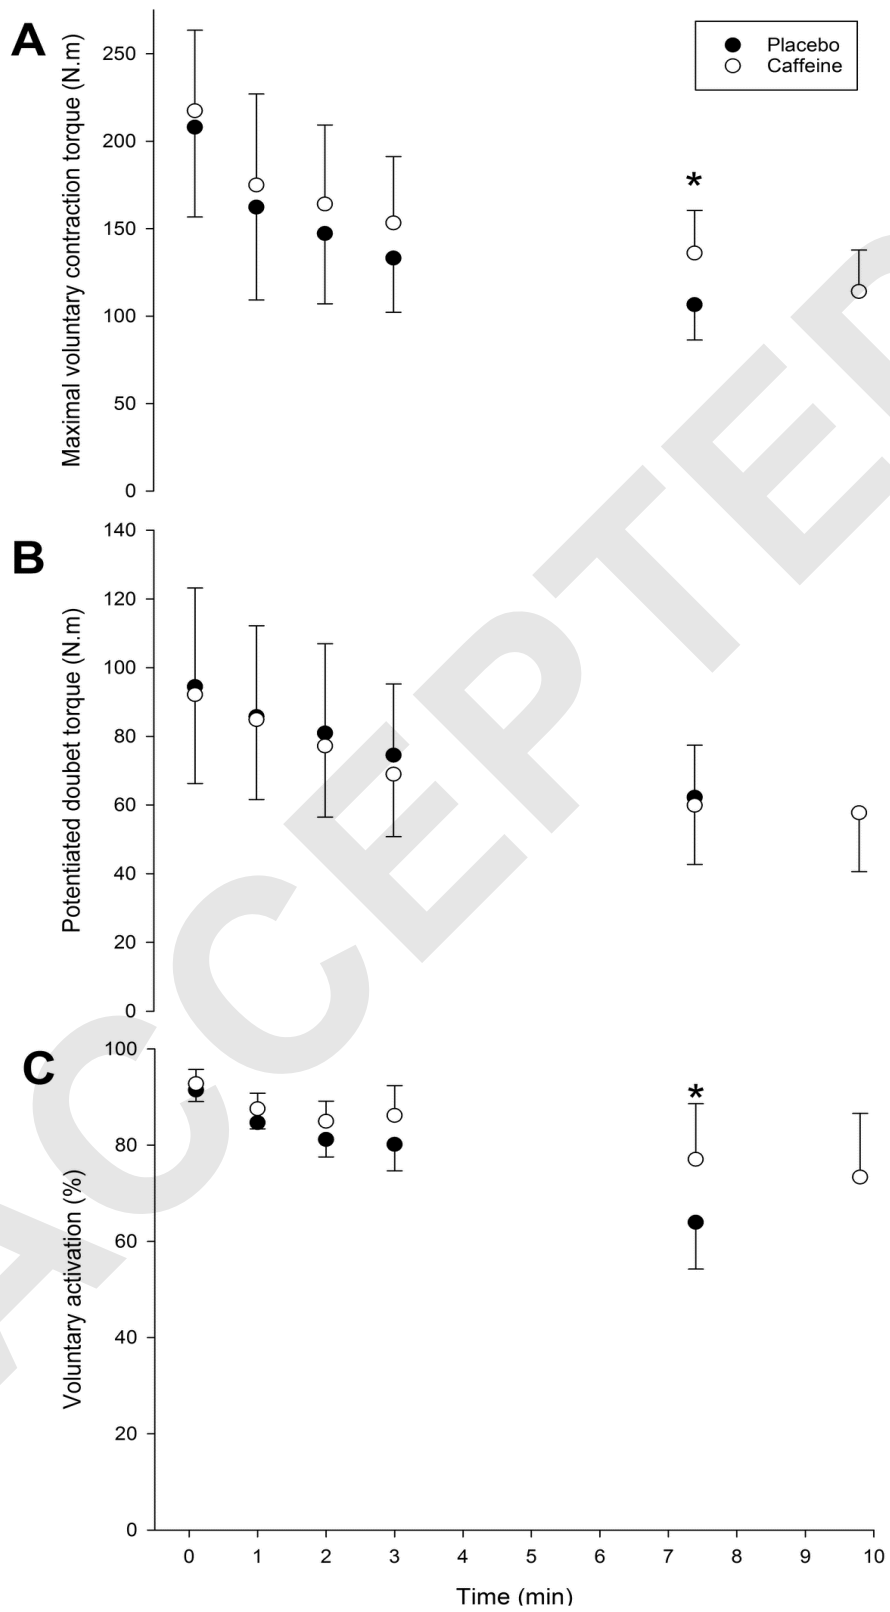 A
Maximal voluntary contraction torque (N.m)
250
200
150
100
50
0
Placebo
Caffeine
*
B
Potentiated doubet torque (N.m)
140
120
100
80
60
40
20
0
C
Voluntary activation (%)
100
80
60
40
20
0
*
0 1 2 3 4 5 6 7 8 9 10
Time (min)
ACCEPTED